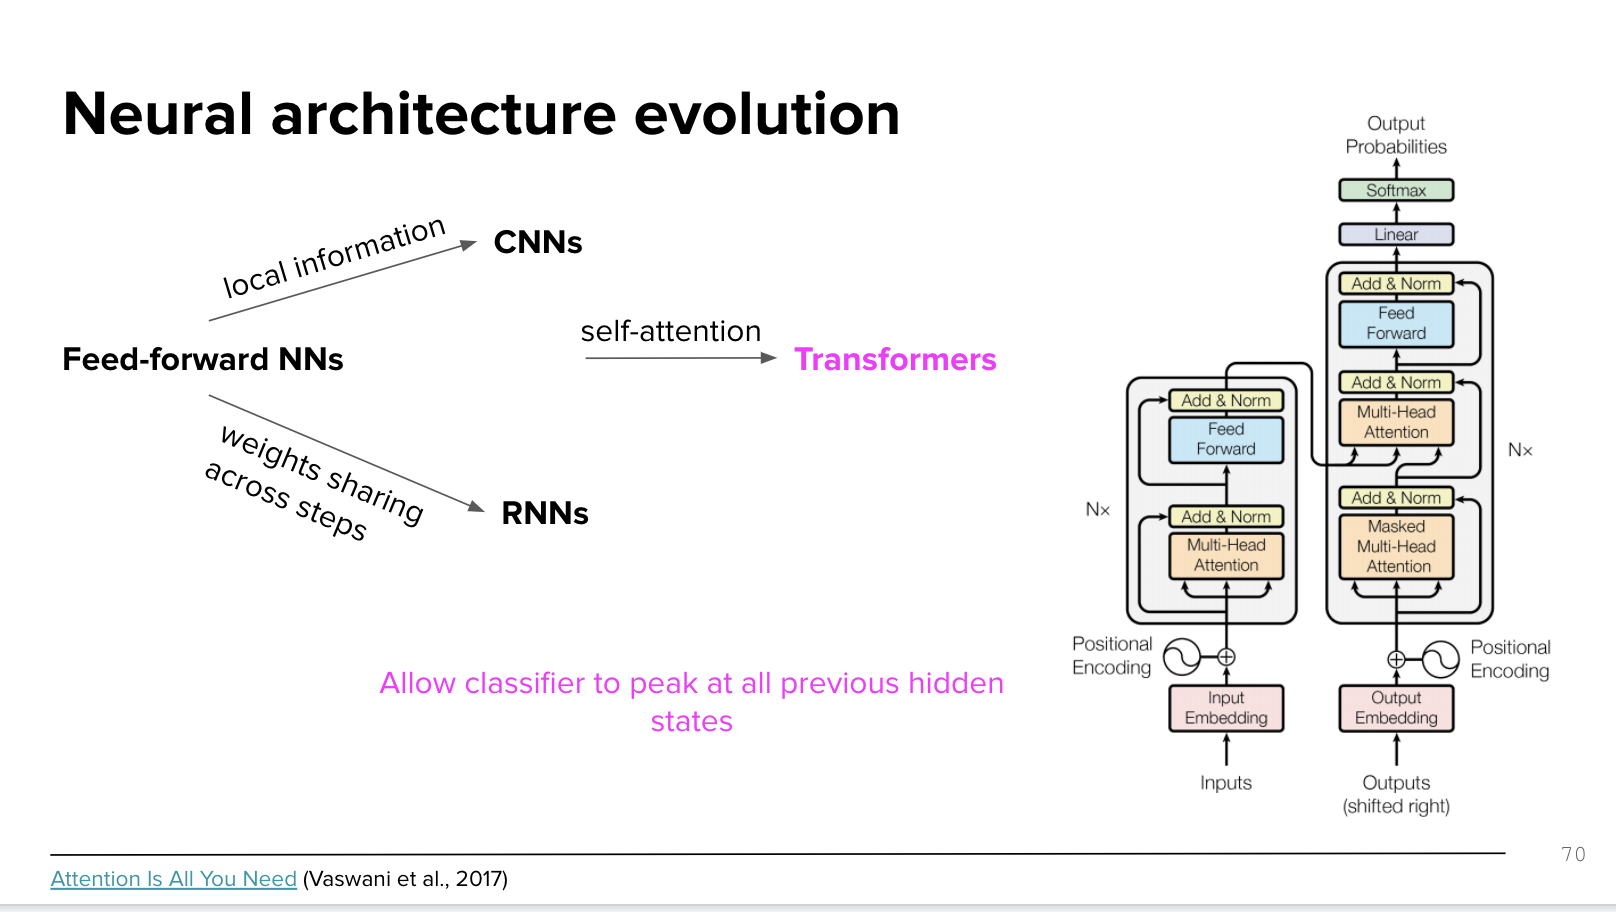 Neural architecture evolution
local information
CNNs
Feed-forward NNs
self-attention
Transformers
weights sharing
across steps
RNNs
Allow classifier to peak at all previous hidden
states
Output
Probabilities
Softmax
Linear
Add & Norm
Feed
Forward
Add & Norm
Multi-Head
Attention
Nx
Add & Norm
Masked
Multi-Head
Attention
Positional
Encoding
Output
Embedding
Outputs
(shifted right)
Add & Norm
Feed
Forward
Nx
Add & Norm
Multi-Head
Attention
Positional
Encoding
Input
Embedding
Inputs
70
Attention Is All You Need (Vaswani et al., 2017)